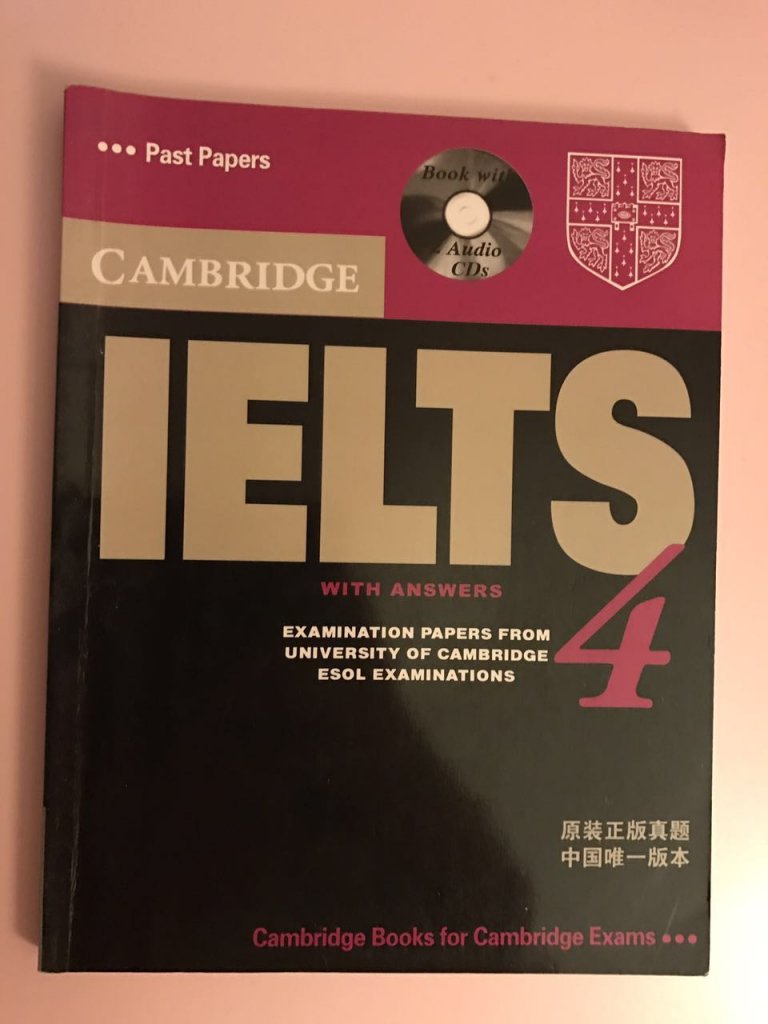 ••• Past Papers
Book wit
Audio
CDs
CAMBRIDGE
IELTS
4
WITH ANSWERS
EXAMINATION PAPERS FROM
UNIVERSITY OF CAMBRIDGE
ESOL EXAMINATIONS
原装正版真题
中国唯一版本
Cambridge Books for Cambridge Exams •••